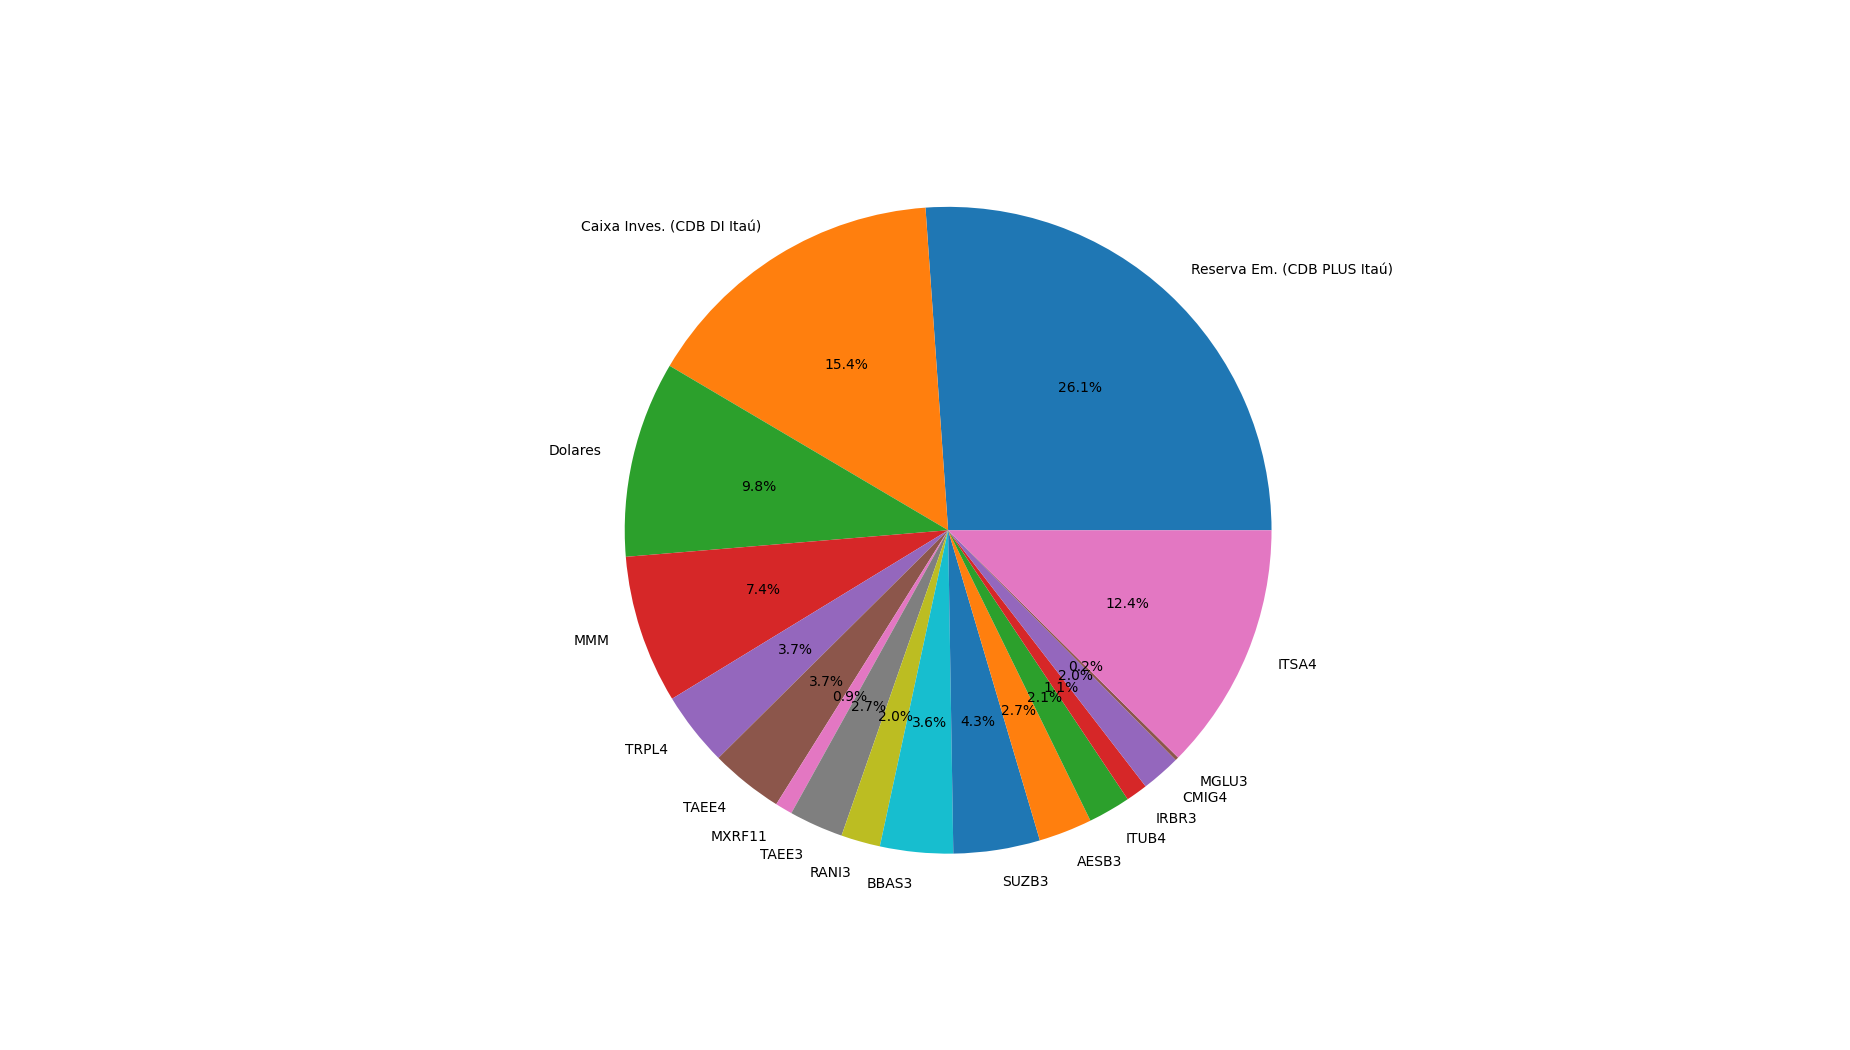 Caixa Inves. (CDB DI Itaú)
Reserva Em. (CDB PLUS Itaú)
15.4%
26.1%
Dolares
9.8%
7.4%
12.4%
MMM
3.7%
ITSA4
0.2%
2.0%
3.7%
1.1%
0.9%
2.1%
2.7%
2.7%
2.0%
3.6%
4.3%
TRPL4
MGLU3
CMIG4
TAEE4
IRBR3
MXRF11
ITUB4
TAEE3
AESB3
RANI3
BBAS3
SUZB3